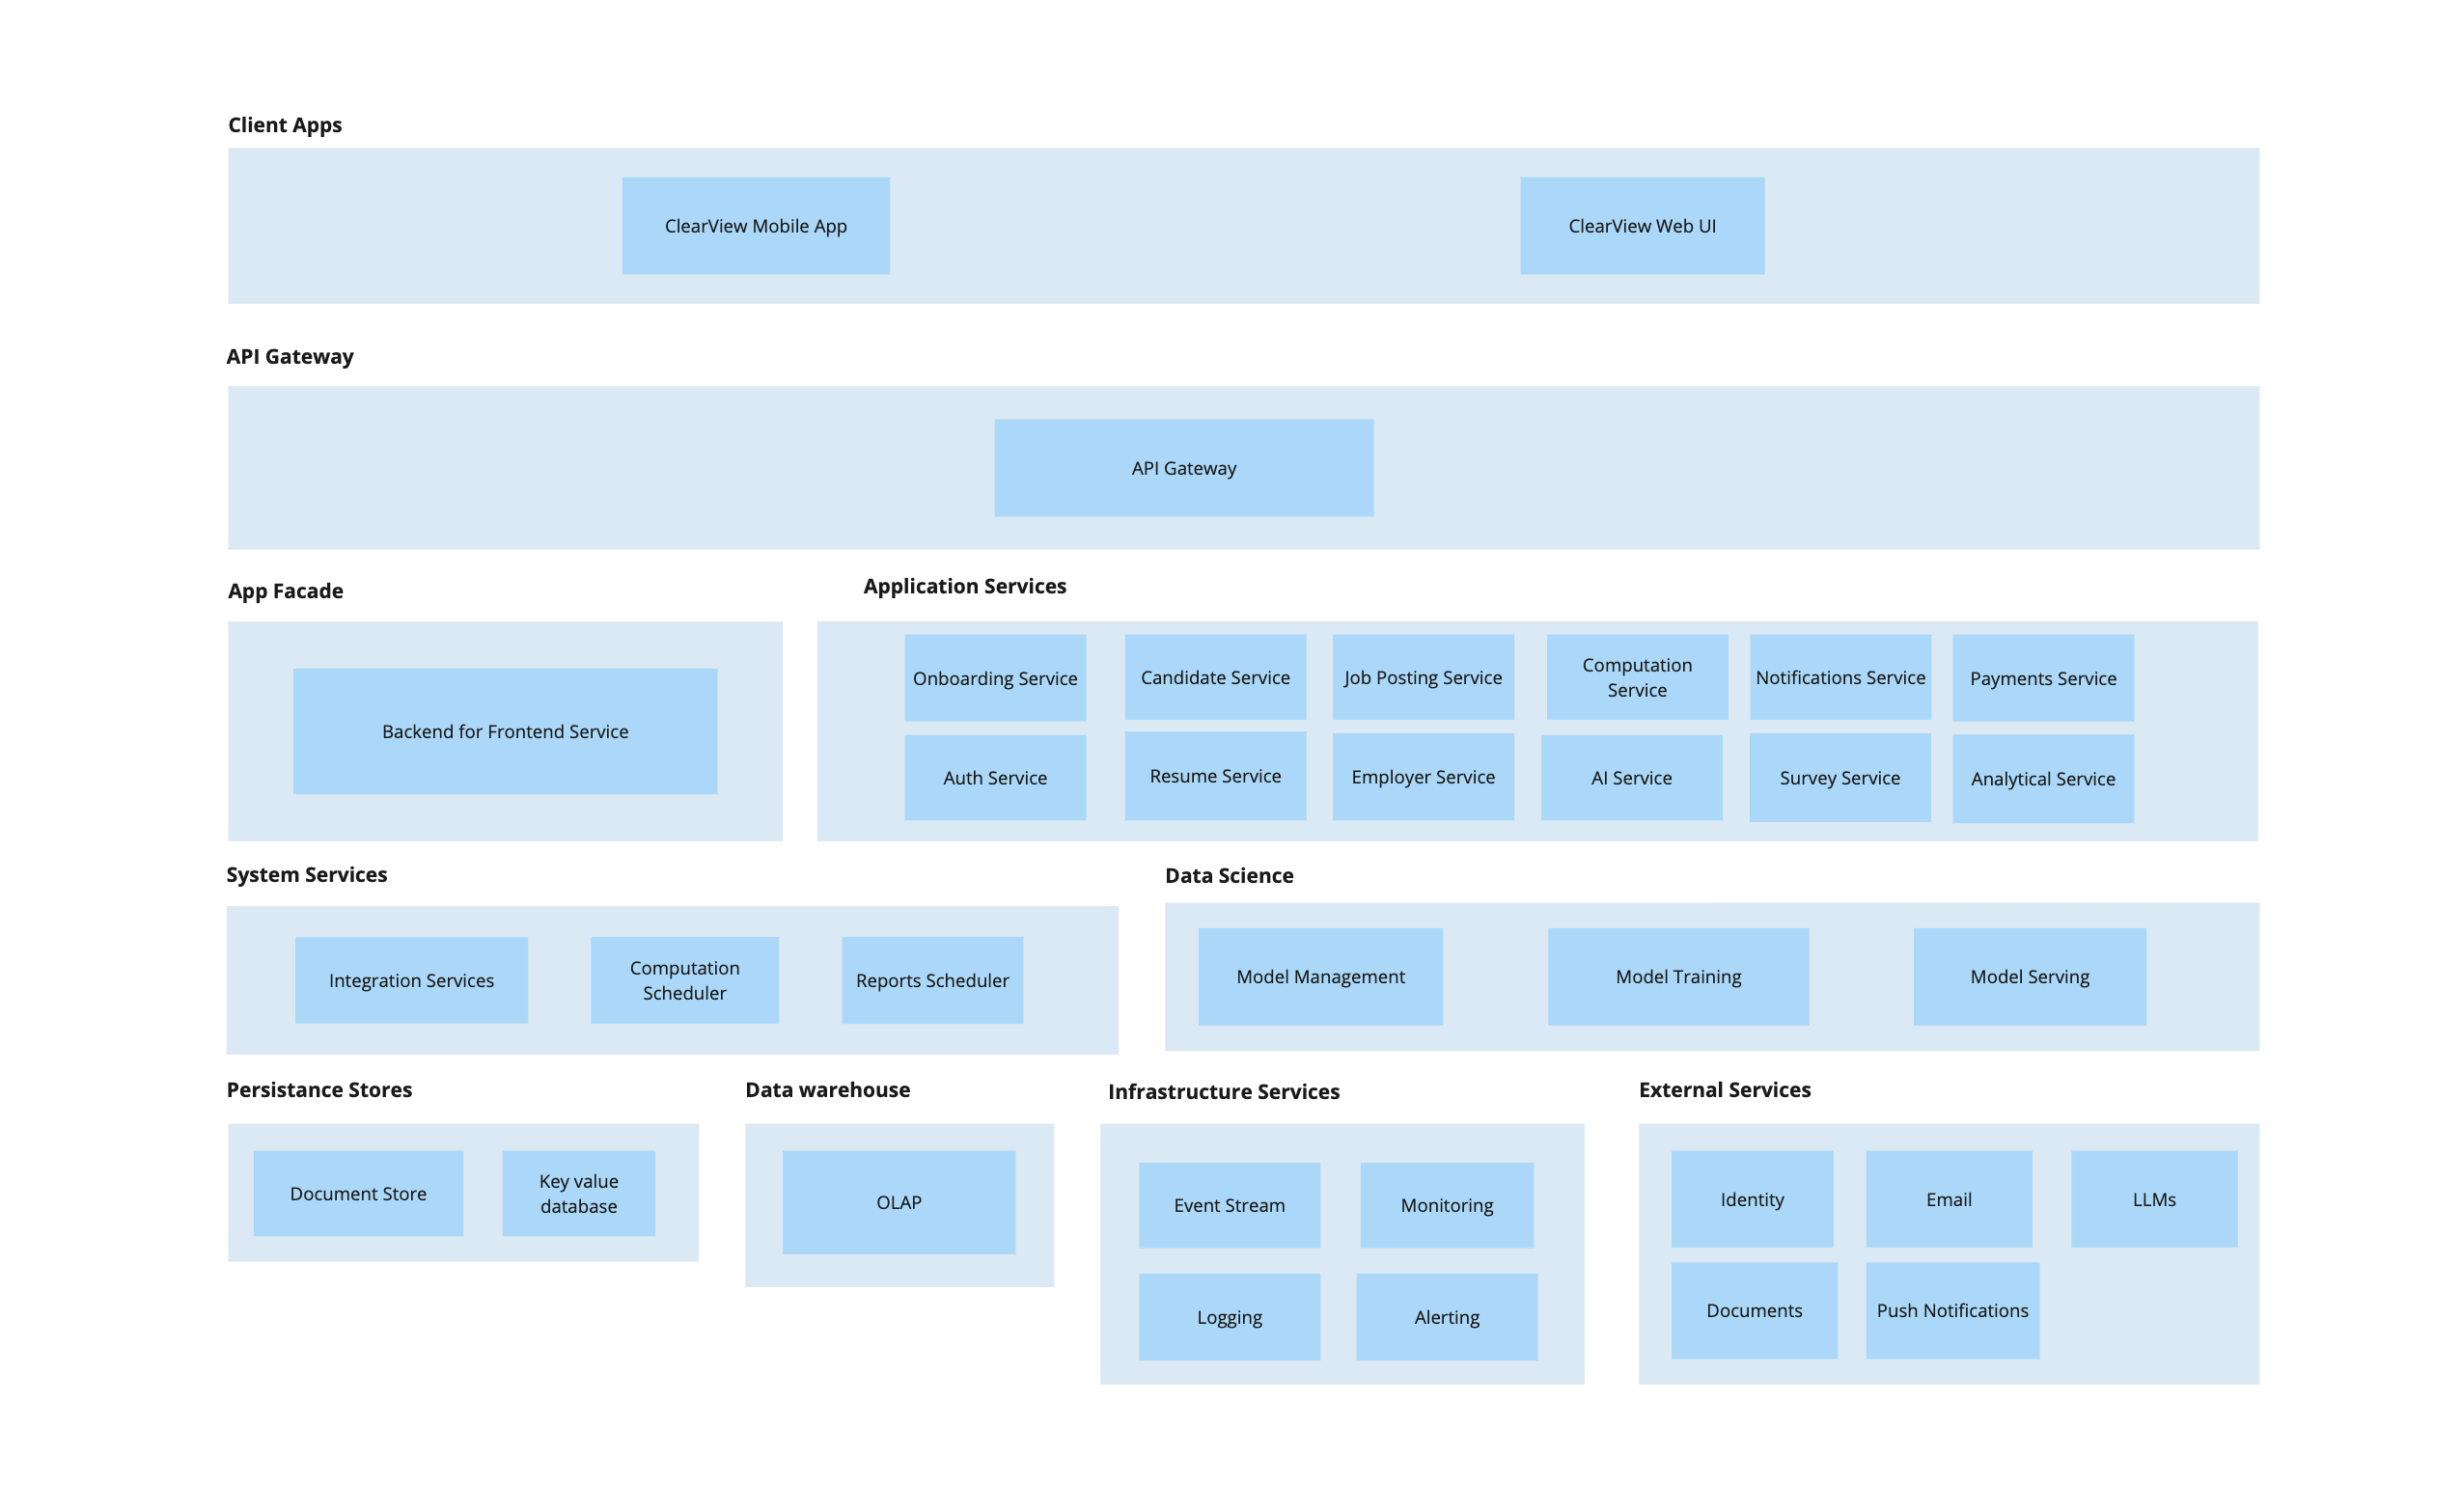 Client Apps
ClearView Mobile App
ClearView Web UI
API Gateway
API Gateway
App Facade
Backend for Frontend Service
Application Services
Onboarding Service
Candidate Service
Job Posting Service
Computation
Service
Notifications Service
Payments Service
Auth Service
Resume Service
Employer Service
AI Service
Survey Service
Analytical Service
System Services
Integration Services
Computation
Scheduler
Reports Scheduler
Data Science
Model Management
Model Training
Model Serving
Persistance Stores
Document Store
Key value
database
Data warehouse
OLAP
Infrastructure Services
Event Stream
Monitoring
Logging
Alerting
External Services
Identity
Email
LLMs
Documents
Push Notifications